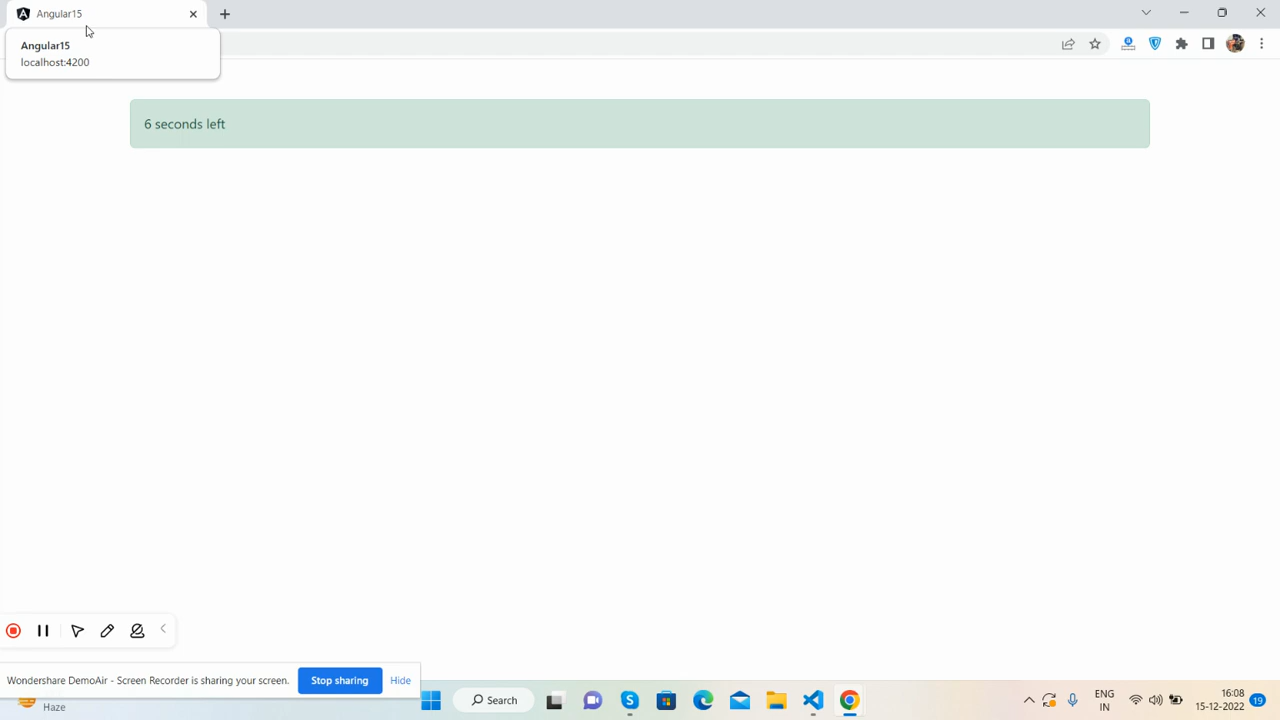 Angular15
Angular15
localhost:4200
6 seconds left
Wondershare DemoAir - Screen Recorder is sharing your screen.
Stop sharing
Hide
Haze
Search
ENG
IN
16:08
15-12-2022
19